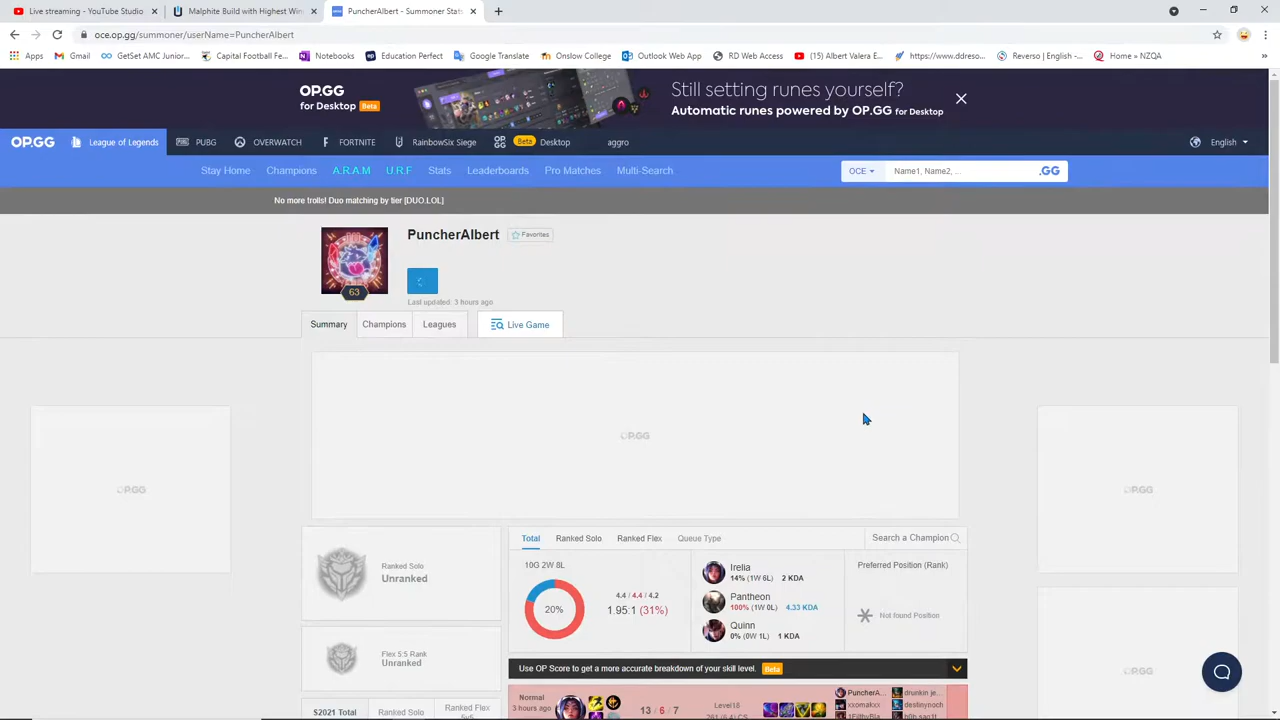 Live streaming - YouTube Studio
Malphite Build with Highest Win
PuncherAlbert - Summoner Stats
oce.op.gg/summoner/userName=PuncherAlbert
Apps
Gmail
GetSet AMC Junior...
Capital Football Fe...
Notebooks
Education Perfect
Google Translate
Onslow College
Outlook Web App
RD Web Access
(15) Albert Valera E...
https://www.ddreso...
Reverso | English -...
Home » NZQA
OP.GG
for Desktop Beta
Still setting runes yourself?
Automatic runes powered by OP.GG for Desktop
OP.GG League of Legends PUBG OVERWATCH FORTNITE RainbowSix Siege Beta Desktop aggro English
Stay Home Champions A.R.A.M U.R.F Stats Leaderboards Pro Matches Multi-Search OCE Name1, Name2, ... .GG
No more trolls! Duo matching by tier [DUO.LOL]
PuncherAlbert Favorites
63
Last updated: 3 hours ago
Summary Champions Leagues Live Game
OP.GG
OP.GG
OP.GG
OP.GG
Ranked Solo
Unranked
Flex 5:5 Rank
Unranked
S2021 Total Ranked Solo Ranked Flex
Total Ranked Solo Ranked Flex Queue Type Search a Champion
10G 2W 8L
20%
4.4 / 4.4 / 4.2
1.95:1 (31%)
Irelia
14% (1W 6L) 2 KDA
Pantheon
100% (1W 0L) 4.33 KDA
Quinn
0% (0W 1L) 1 KDA
Preferred Position (Rank)
Not found Position
Use OP Score to get a more accurate breakdown of your skill level. Beta
Normal
3 hours ago
13 / 6 / 7
Level18
PuncherA...
drunkin je...
xxomalxx
destleynoch